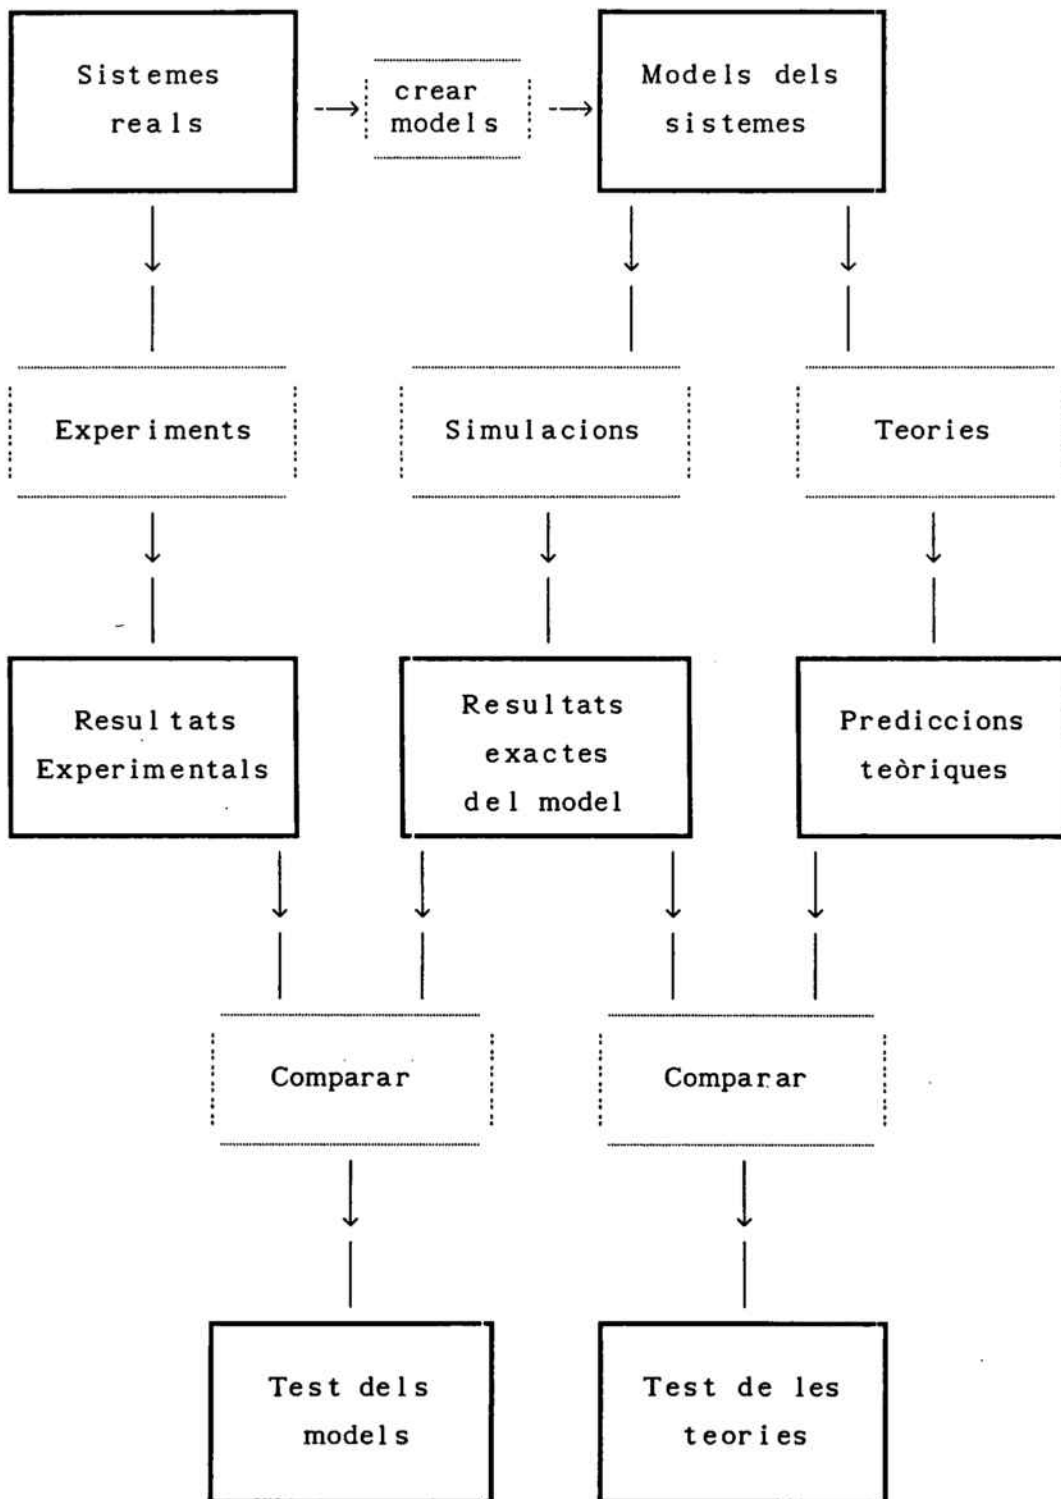 Sistemes
reals
crear
models
Models dels
sistemes
Experiments
Simulacions
Teories
Resultats
Experimentals
Resultats
exactes
del model
Prediccions
teòriques
Comparar
Comparar
Test dels
models
Test de les
teories